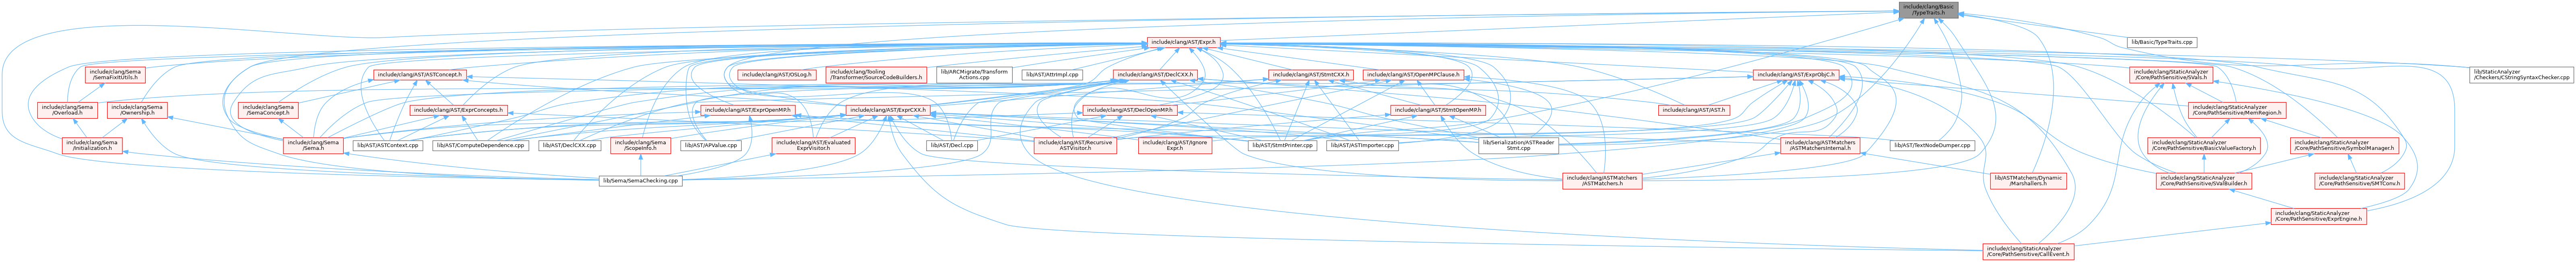 include/clang/Basic
/TypeTraits.h
include/clang/AST/Expr.h
lib/Basic/TypeTraits.cpp
include/clang/Sema
/SemaFixItUtils.h
include/clang/AST/ASTConcept.h
include/clang/AST/OSLog.h
include/clang/Tooling
/Transformer/SourceCodeBuilders.h
lib/ARCMigrate/Transform
Actions.cpp
lib/AST/AttrImpl.cpp
include/clang/AST/DeclCXX.h
include/clang/AST/StmtCXX.h
include/clang/AST/OpenMPClause.h
include/clang/AST/ExprObjC.h
include/clang/StaticAnalyzer
/Core/PathSensitive/SVals.h
lib/StaticAnalyzer
/Checkers/CStringSyntaxChecker.cpp
include/clang/Sema
/Overload.h
include/clang/Sema
/Ownership.h
include/clang/Sema
/SemaConcept.h
include/clang/AST/ExprConcepts.h
include/clang/AST/ExprOpenMP.h
include/clang/AST/ExprCXX.h
include/clang/AST/DeclOpenMP.h
include/clang/AST/StmtOpenMP.h
include/clang/AST/AST.h
include/clang/StaticAnalyzer
/Core/PathSensitive/MemRegion.h
include/clang/Sema
/Initialization.h
include/clang/Sema
/Sema.h
lib/AST/ASTContext.cpp
lib/AST/ComputeDependence.cpp
lib/AST/DeclCXX.cpp
include/clang/Sema
/ScopeInfo.h
lib/AST/APValue.cpp
include/clang/AST/Evaluated
ExprVisitor.h
lib/AST/Decl.cpp
include/clang/AST/Recursive
ASTVisitor.h
include/clang/AST/Ignore
Expr.h
lib/AST/StmtPrinter.cpp
lib/AST/ASTImporter.cpp
lib/Serialization/ASTReader
Stmt.cpp
include/clang/ASTMatchers
/ASTMatchersInternal.h
lib/AST/TextNodeDumper.cpp
include/clang/StaticAnalyzer
/Core/PathSensitive/BasicValueFactory.h
include/clang/StaticAnalyzer
/Core/PathSensitive/SymbolManager.h
lib/Sema/SemaChecking.cpp
include/clang/ASTMatchers
/ASTMatchers.h
lib/ASTMatchers/Dynamic
/Marshallers.h
include/clang/StaticAnalyzer
/Core/PathSensitive/SValBuilder.h
include/clang/StaticAnalyzer
/Core/PathSensitive/SMTConv.h
include/clang/StaticAnalyzer
/Core/PathSensitive/ExprEngine.h
include/clang/StaticAnalyzer
/Core/PathSensitive/CallEvent.h